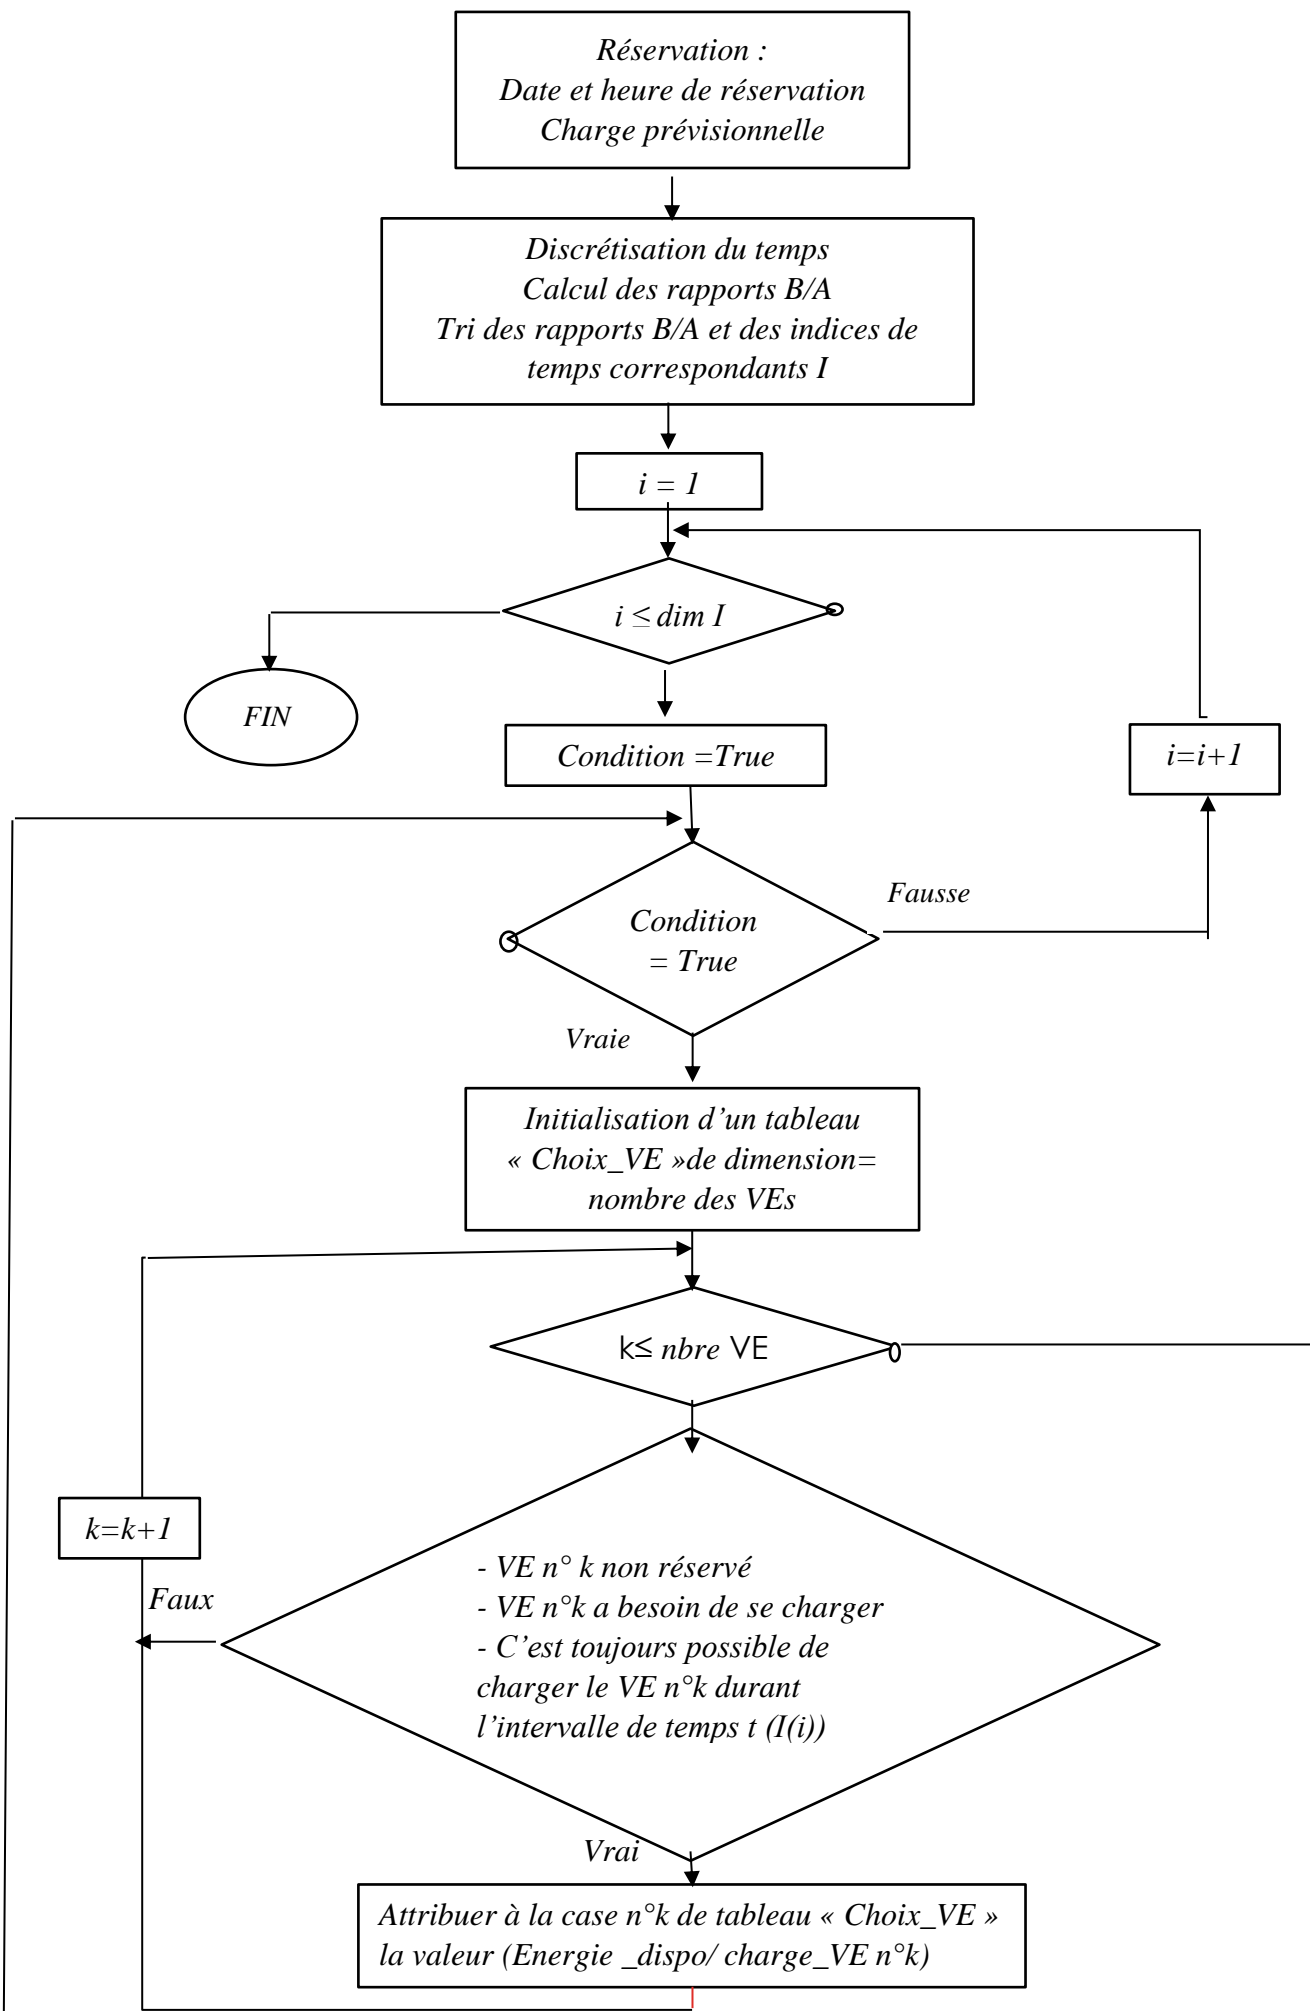 Réservation :
Date et heure de réservation
Charge prévisionnelle
Discrétisation du temps
Calcul des rapports B/A
Tri des rapports B/A et des indices de
temps correspondants I
i = 1
i ≤ dim I
FIN
Condition =True
i=i+1
Fausse
Condition
= True
Vraie
Initialisation d’un tableau
« Choix_VE »de dimension=
nombre des VEs
k≤ nbre VE
k=k+1
Faux
- VE n° k non réservé
- VE n°k a besoin de se charger
- C’est toujours possible de
charger le VE n°k durant
l’intervalle de temps t (I(i))
Vrai
Attribuer à la case n°k de tableau « Choix_VE »
la valeur (Energie _dispo/ charge_VE n°k)